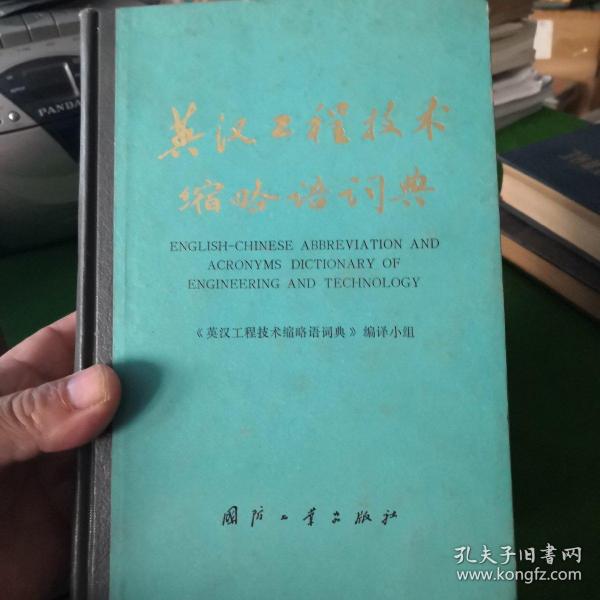 PANDA
英汉工程技术
缩略语词典
ENGLISH-CHINESE ABBREVIATION AND
ACRONYMS DICTIONARY OF
ENGINEERING AND TECHNOLOGY
《英汉工程技术缩略语词典》编译小组
国防工业出版社
孔夫子旧书网
www.kongfz.com